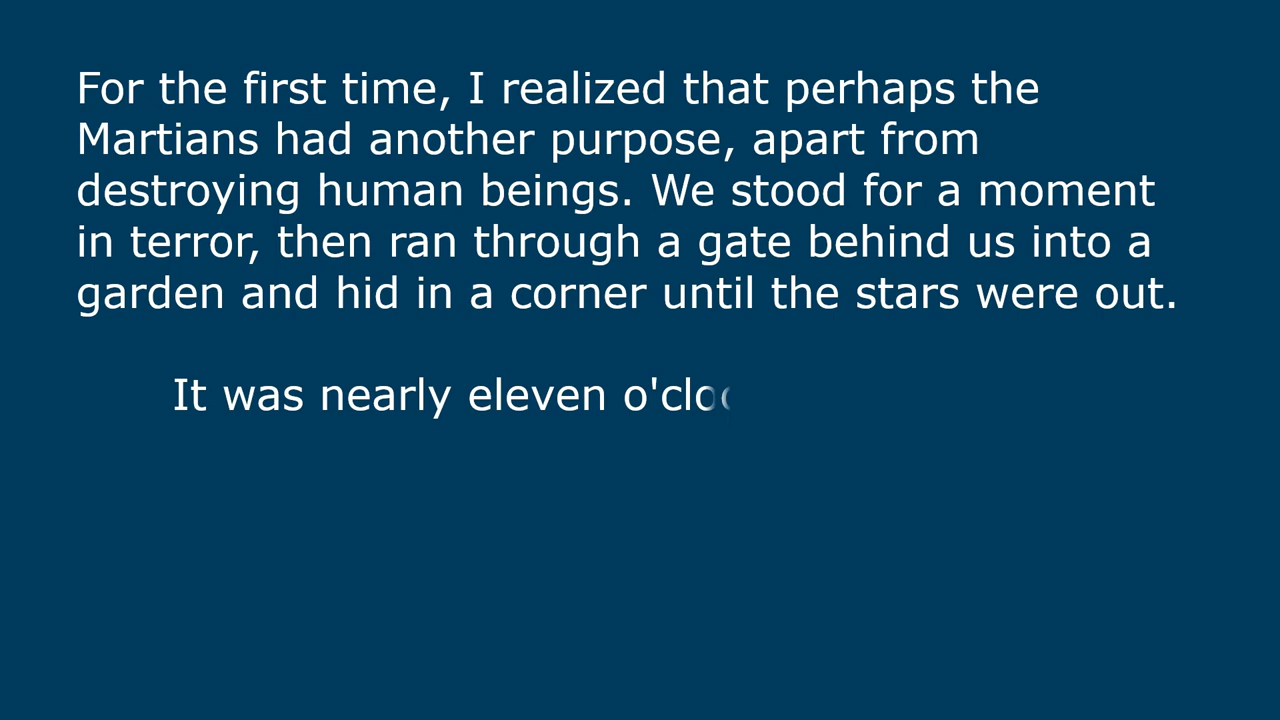 For the first time, I realized that perhaps the
Martians had another purpose, apart from
destroying human beings. We stood for a moment
in terror, then ran through a gate behind us into a
garden and hid in a corner until the stars were out.
It was nearly eleven o'cloc